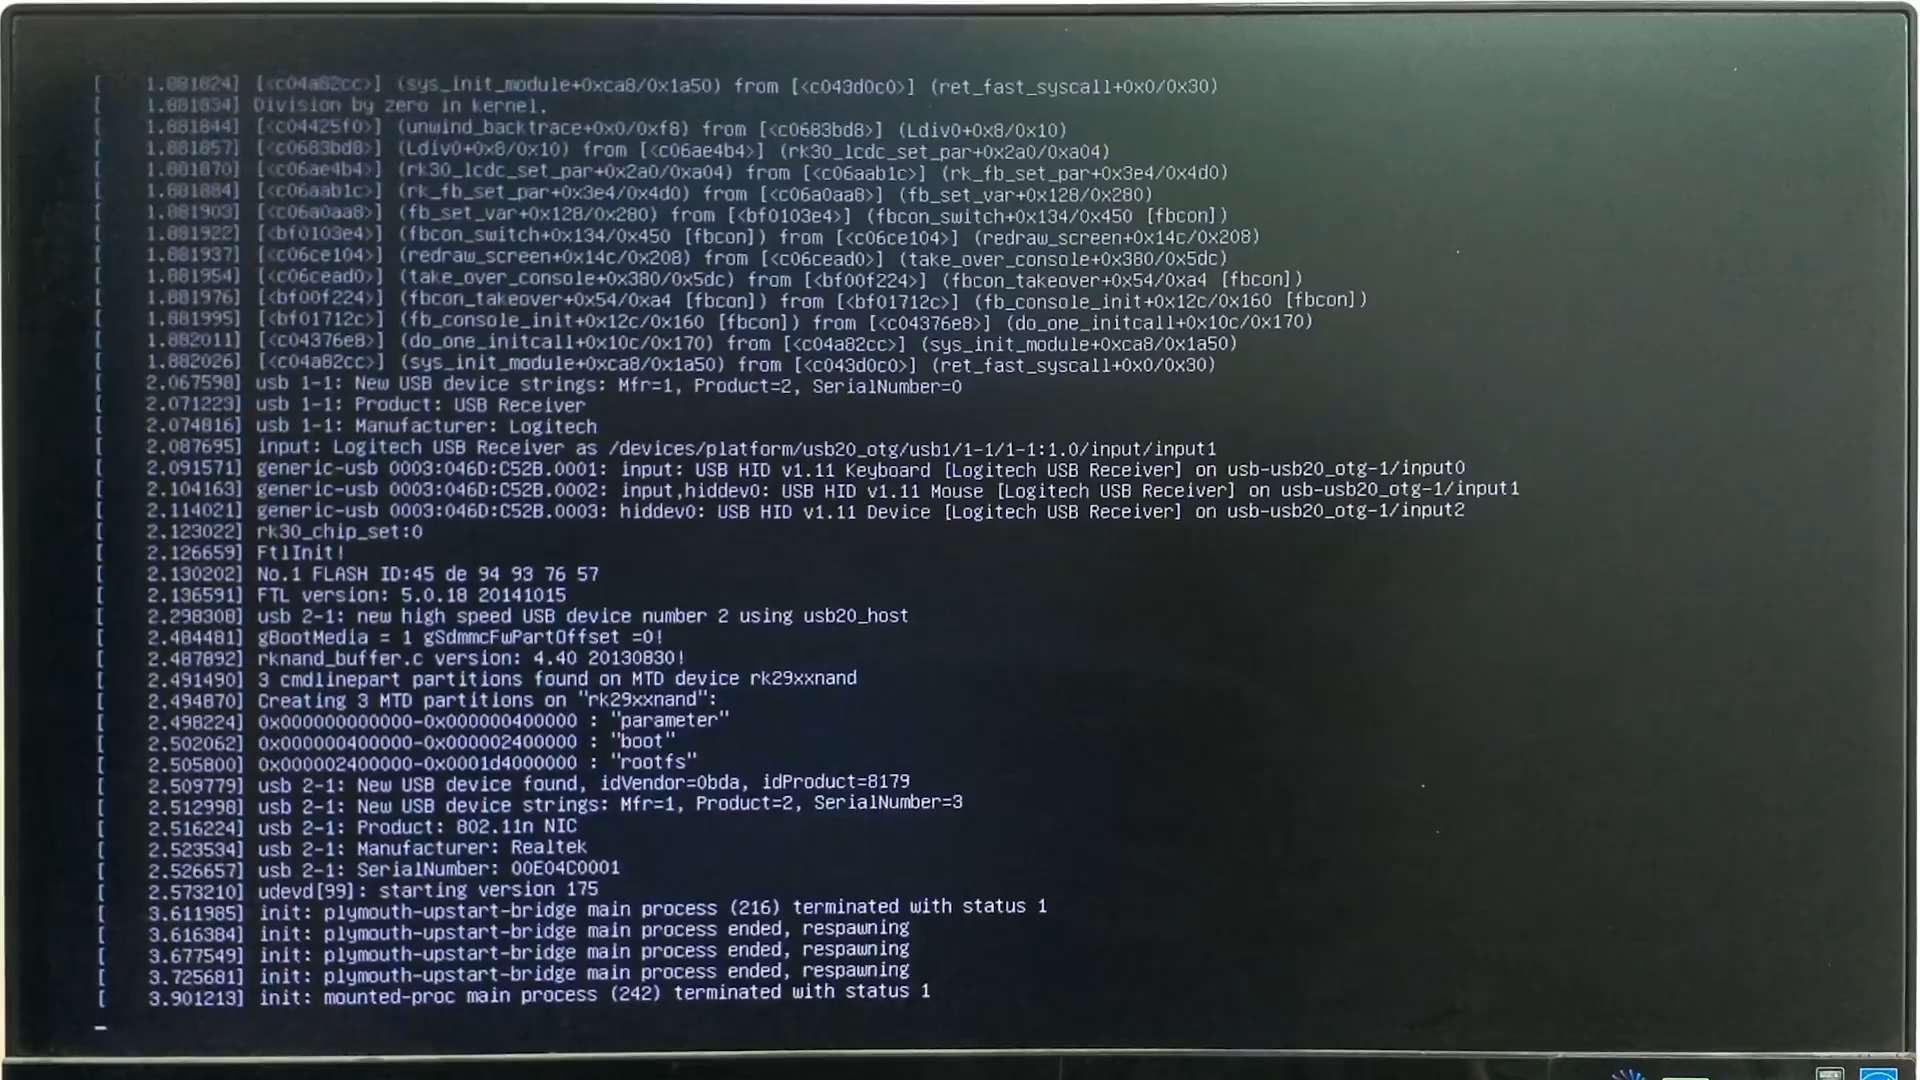 [    1.881824] [<c04a82cc>] (sys_init_module+0xca8/0x1a50) from [<c043d0c0>] (ret_fast_syscall+0x0/0x30)
[    1.881834] Division by zero in kernel.
[    1.881844] [<c04425f0>] (unwind_backtrace+0x0/0xf8) from [<c0683bd8>] (Ldiv0+0x8/0x10)
[    1.881857] [<c0683bd8>] (Ldiv0+0x8/0x10) from [<c06ae4b4>] (rk30_lcdc_set_par+0x2a0/0xa04)
[    1.881870] [<c06ae4b4>] (rk30_lcdc_set_par+0x2a0/0xa04) from [<c06aab1c>] (rk_fb_set_par+0x3e4/0x4d0)
[    1.881884] [<c06aab1c>] (rk_fb_set_par+0x3e4/0x4d0) from [<c06a0aa8>] (fb_set_var+0x128/0x280)
[    1.881903] [<c06a0aa8>] (fb_set_var+0x128/0x280) from [<bf0103e4>] (fbcon_switch+0x134/0x450 [fbcon])
[    1.881922] [<bf0103e4>] (fbcon_switch+0x134/0x450 [fbcon]) from [<c06ce104>] (redraw_screen+0x14c/0x208)
[    1.881937] [<c06ce104>] (redraw_screen+0x14c/0x208) from [<c06cead0>] (take_over_console+0x380/0x5dc)
[    1.881954] [<c06cead0>] (take_over_console+0x380/0x5dc) from [<bf00f224>] (fbcon_takeover+0x54/0xa4 [fbcon])
[    1.881976] [<bf00f224>] (fbcon_takeover+0x54/0xa4 [fbcon]) from [<bf01712c>] (fb_console_init+0x12c/0x160 [fbcon])
[    1.881995] [<bf01712c>] (fb_console_init+0x12c/0x160 [fbcon]) from [<c04376e8>] (do_one_initcall+0x10c/0x170)
[    1.882011] [<c04376e8>] (do_one_initcall+0x10c/0x170) from [<c04a82cc>] (sys_init_module+0xca8/0x1a50)
[    1.882026] [<c04a82cc>] (sys_init_module+0xca8/0x1a50) from [<c043d0c0>] (ret_fast_syscall+0x0/0x30)
[    2.067598] usb 1-1: New USB device strings: Mfr=1, Product=2, SerialNumber=0
[    2.071223] usb 1-1: Product: USB Receiver
[    2.074816] usb 1-1: Manufacturer: Logitech
[    2.087695] input: Logitech USB Receiver as /devices/platform/usb20_otg/usb1/1-1/1-1:1.0/input/input1
[    2.091571] generic-usb 0003:046D:C52B.0001: input: USB HID v1.11 Keyboard [Logitech USB Receiver] on usb-usb20_otg-1/input0
[    2.104163] generic-usb 0003:046D:C52B.0002: input,hiddev0: USB HID v1.11 Mouse [Logitech USB Receiver] on usb-usb20_otg-1/input1
[    2.114021] generic-usb 0003:046D:C52B.0003: hiddev0: USB HID v1.11 Device [Logitech USB Receiver] on usb-usb20_otg-1/input2
[    2.123022] rk30_chip_set:0
[    2.126659] FtlInit!
[    2.130202] No.1 FLASH ID:45 de 94 93 76 57
[    2.136591] FTL version: 5.0.18 20141015
[    2.298308] usb 2-1: new high speed USB device number 2 using usb20_host
[    2.484481] gBootMedia = 1 gSdmmcFwPartOffset =0!
[    2.487892] rknand_buffer.c version: 4.40 20130830!
[    2.491490] 3 cmdlinepart partitions found on MTD device rk29xxnand
[    2.494870] Creating 3 MTD partitions on "rk29xxnand":
[    2.498224] 0x000000000000-0x000000400000 : "parameter"
[    2.502062] 0x000000400000-0x000002400000 : "boot"
[    2.505800] 0x000002400000-0x0001d4000000 : "rootfs"
[    2.509779] usb 2-1: New USB device found, idVendor=0bda, idProduct=8179
[    2.512998] usb 2-1: New USB device strings: Mfr=1, Product=2, SerialNumber=3
[    2.516224] usb 2-1: Product: 802.11n NIC
[    2.523534] usb 2-1: Manufacturer: Realtek
[    2.526657] usb 2-1: SerialNumber: 00E04C0001
[    2.573210] udevd[99]: starting version 175
[    3.611985] init: plymouth-upstart-bridge main process (216) terminated with status 1
[    3.616384] init: plymouth-upstart-bridge main process ended, respawning
[    3.677549] init: plymouth-upstart-bridge main process ended, respawning
[    3.725681] init: plymouth-upstart-bridge main process ended, respawning
[    3.901213] init: mounted-proc main process (242) terminated with status 1